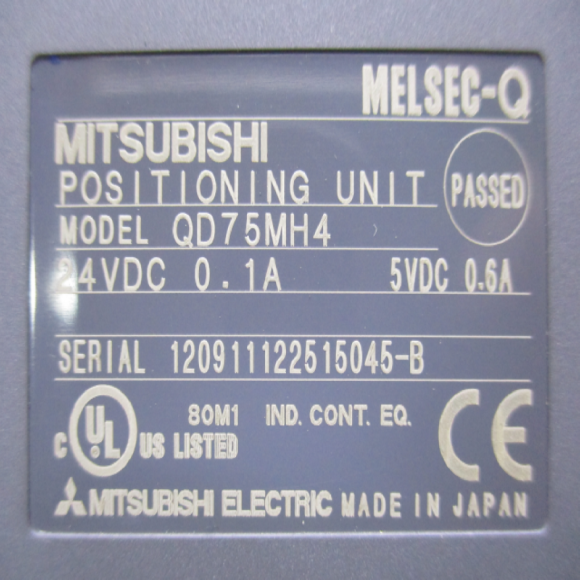 MELSEC-Q
MITSUBISHI
POSITIONING UNIT
PASSED
MODEL QD75MH4
24VDC 0.1A 5VDC 0.6A
SERIAL 120911122515045-B
C UL US LISTED
80M1 IND. CONT. EQ.
CE
MITSUBISHI ELECTRIC MADE IN JAPAN